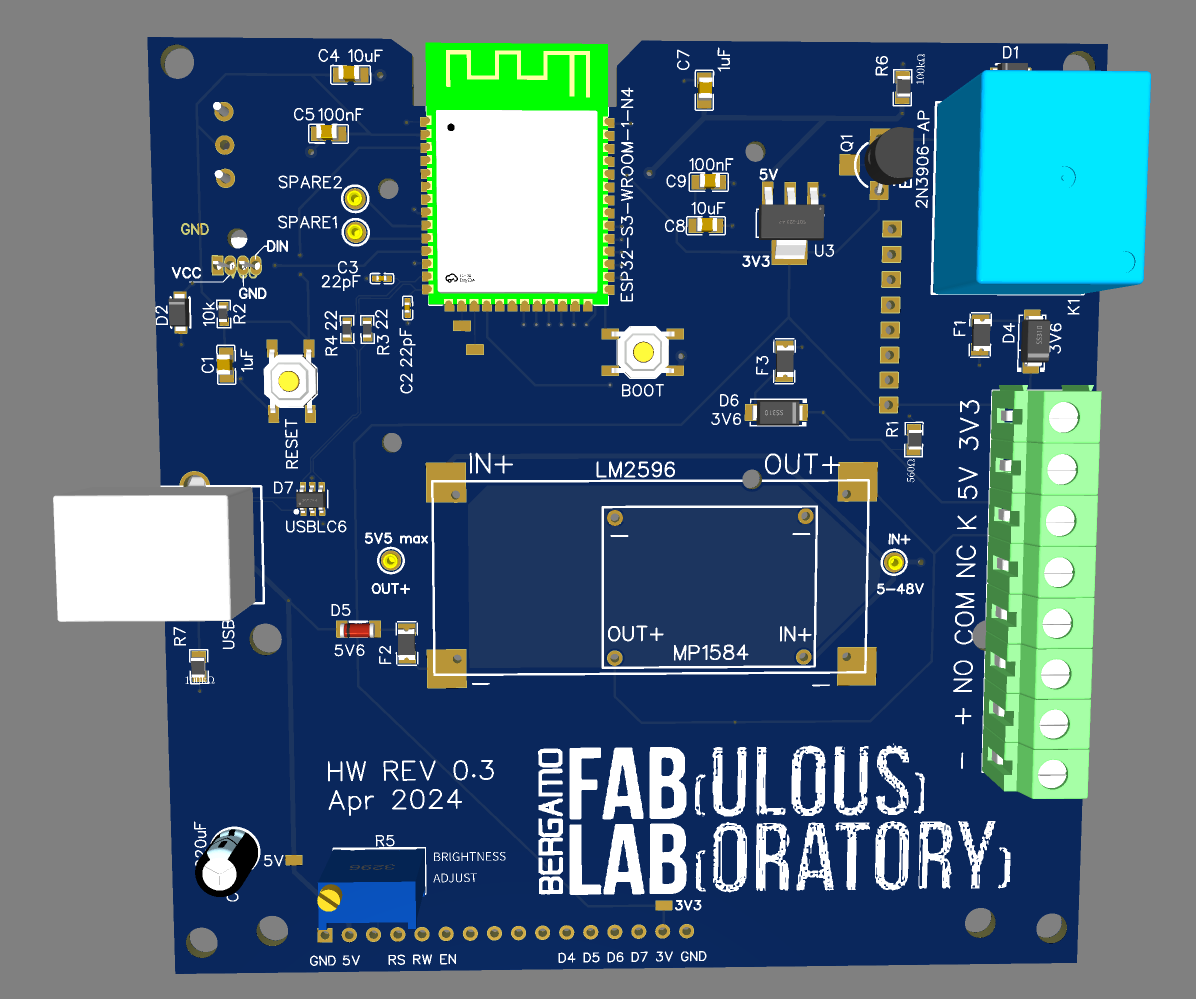 C4 10uF
C7
1uF
D1
R6
100kΩ
C5 100nF
ESP32-S3-WROOM-1-N4
Q1
2N3906-AP
100nF
C9
5V
SPARE2
SPARE1
10uF
C8
3V3
U3
GND
DIN
VCC
GND
C3
22pF
K1
D2
10k
R2
R4 22
R3 22
C2 22pF
C1
1uF
BOOT
F3
F1
D4
3V6
D6
3V6
R1
560Ω
RESET
IN+
LM2596
OUT+
D7
USBLC6
5V5 max
OUT+
IN+
5-48V
- + NO COM NC K 5V 3V3
D5
5V6
F2
OUT+
IN+
MP1584
R7
100kΩ
USB
HW REV 0.3
Apr 2024
BERGAMO
FAB{ULOUS}
LAB{ORATORY}
20uF
C
5V
R5
3296
BRIGHTNESS
ADJUST
3V3
GND 5V RS RW EN D4 D5 D6 D7 3V GND